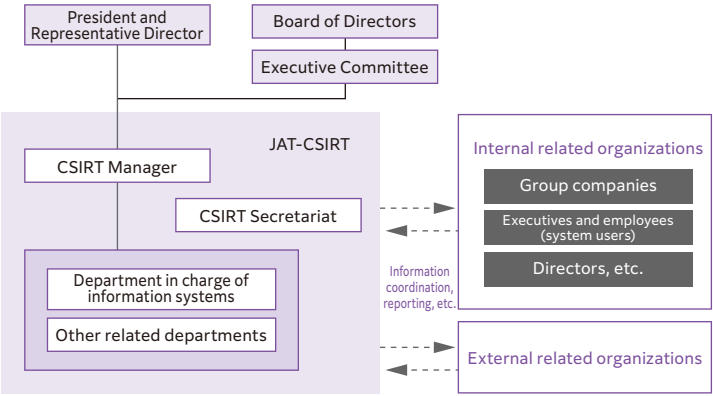 President and
Representative Director
Board of Directors
Executive Committee
JAT-CSIRT
CSIRT Manager
CSIRT Secretariat
Department in charge of
information systems
Other related departments
Information
coordination,
reporting, etc.
Internal related organizations
Group companies
Executives and employees
(system users)
Directors, etc.
External related organizations